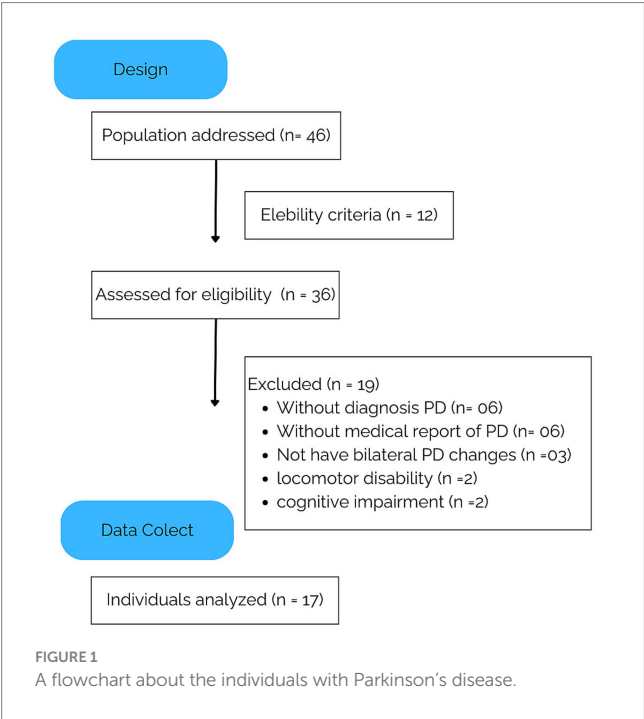 Design
Population addressed (n= 46)
Elebility criteria (n = 12)
Assessed for eligibility (n = 36)
Excluded (n = 19)
• Without diagnosis PD (n= 06)
• Without medical report of PD (n= 06)
• Not have bilateral PD changes (n =03)
• locomotor disability (n =2)
• cognitive impairment (n =2)
Data Colect
Individuals analyzed (n = 17)
FIGURE 1
A flowchart about the individuals with Parkinson’s disease.